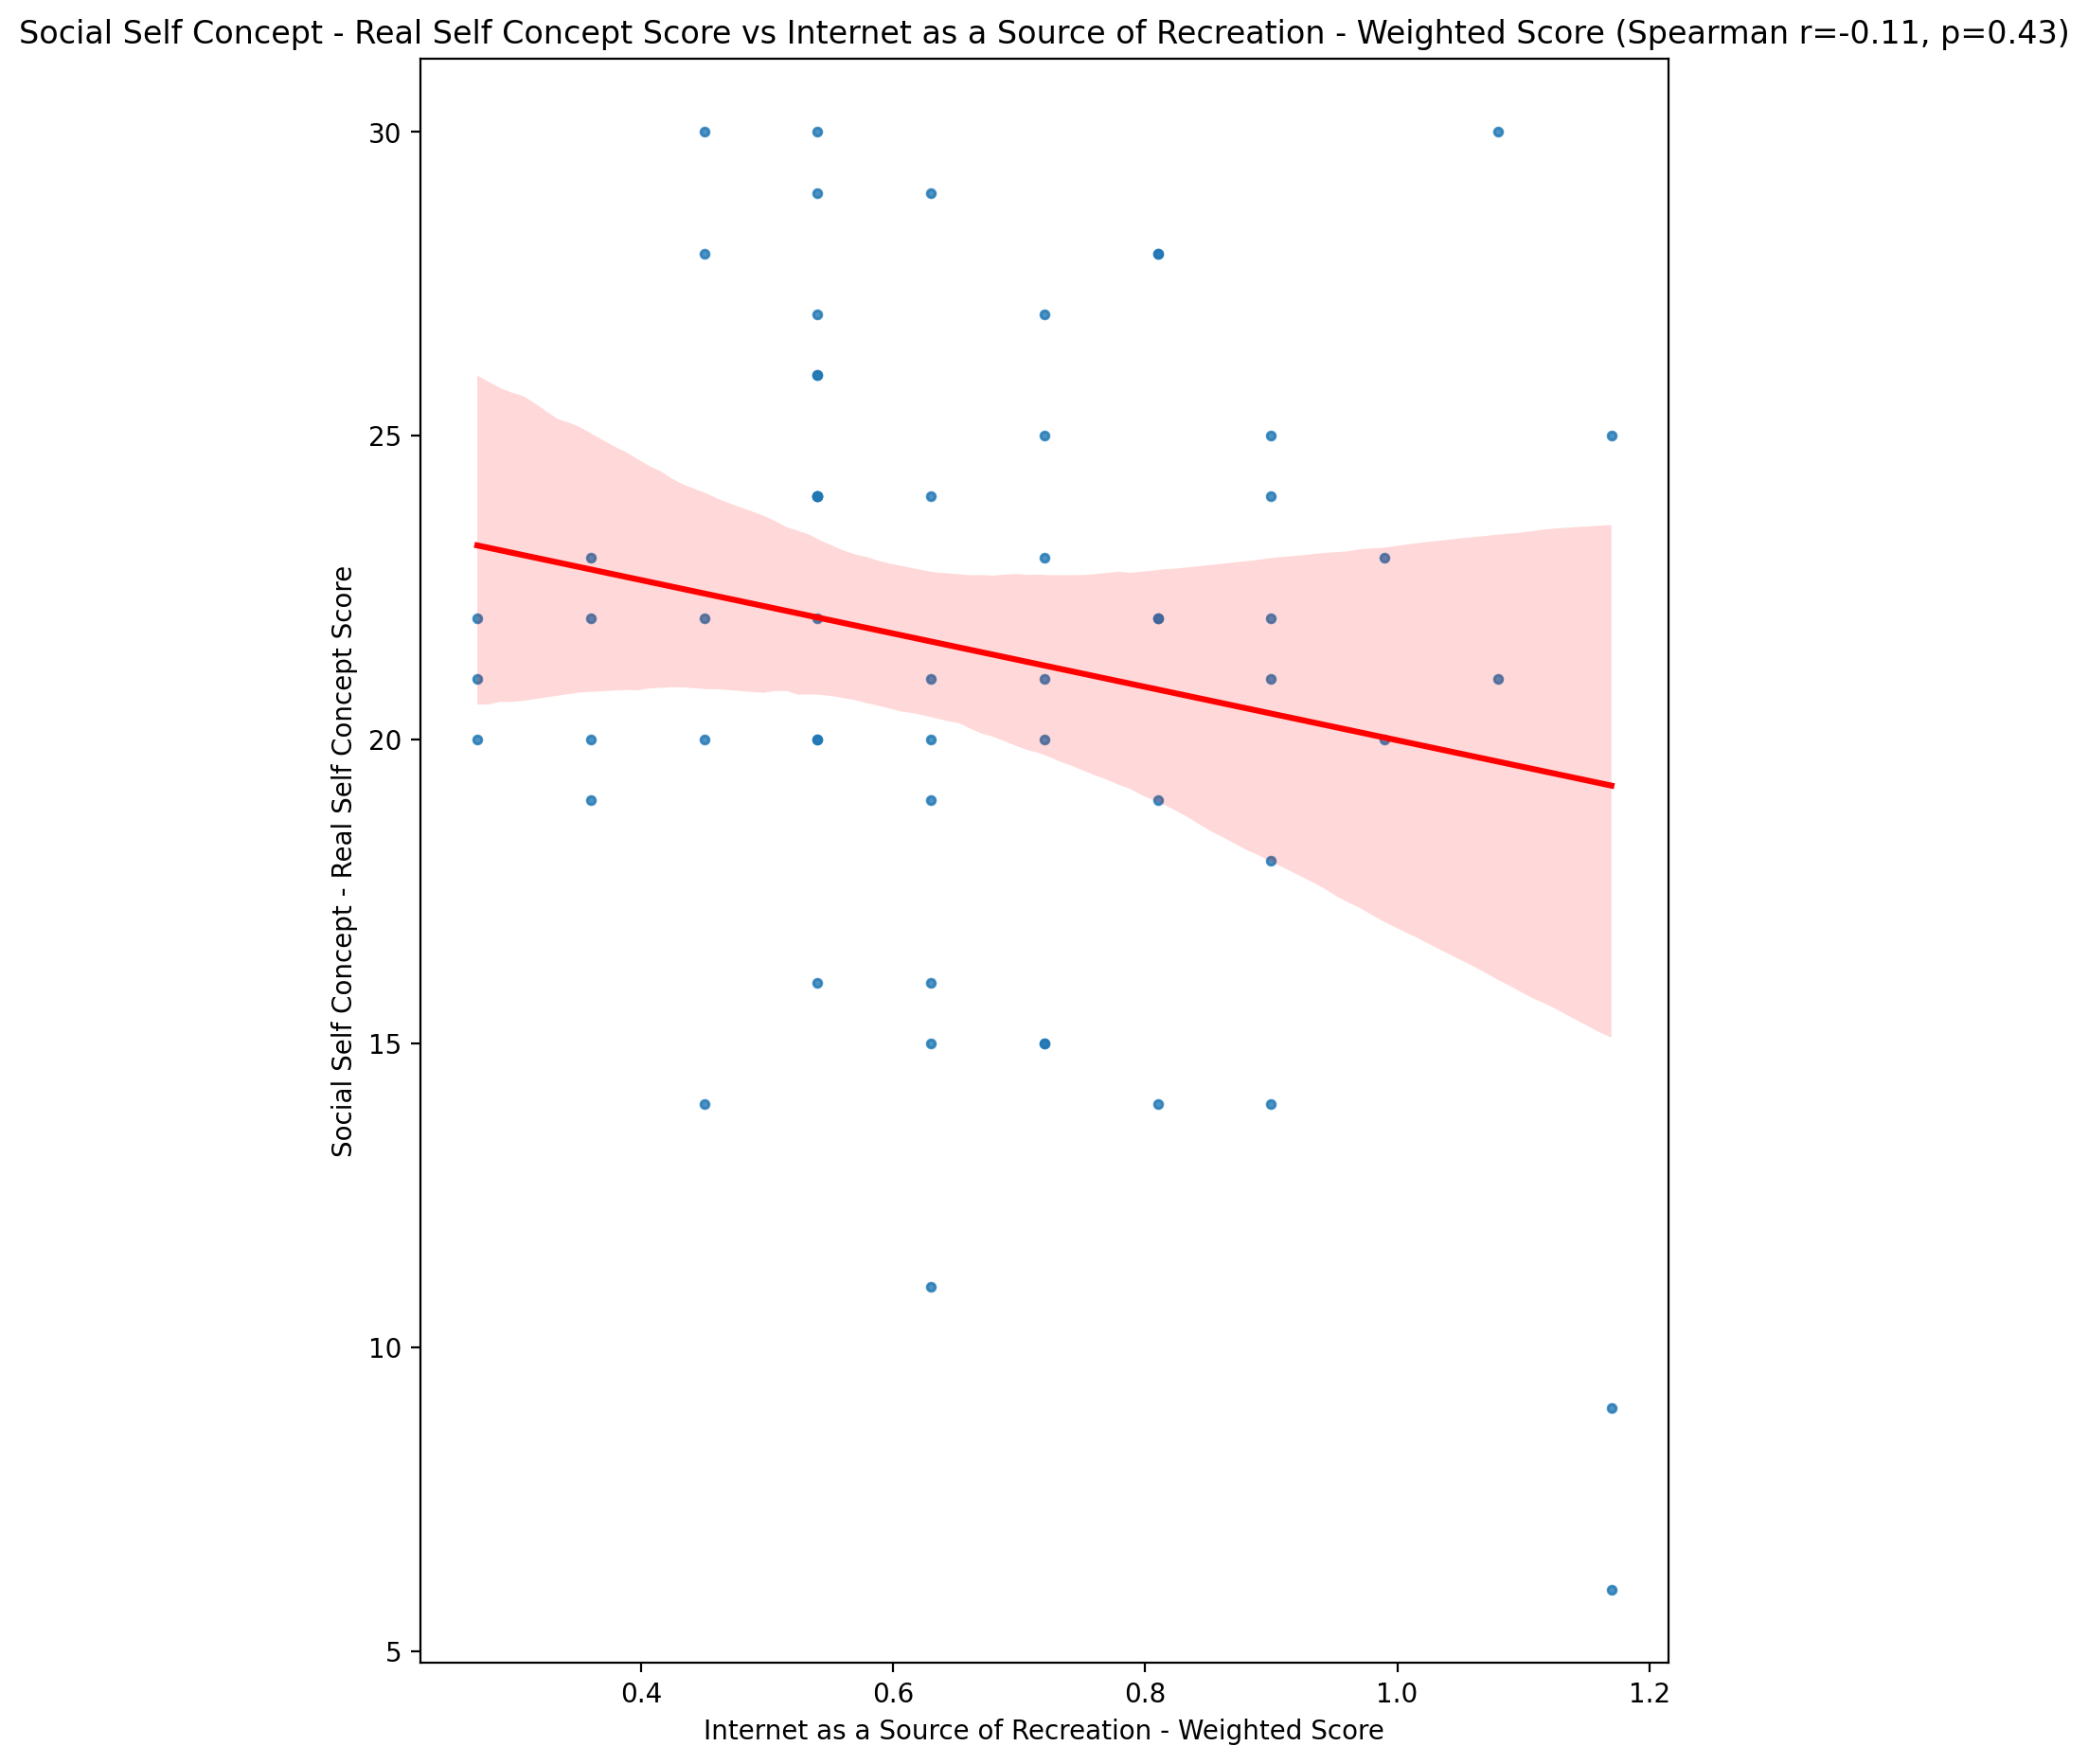 Social Self Concept - Real Self Concept Score vs Internet as a Source of Recreation - Weighted Score (Spearman r=-0.11, p=0.43)
30
25
20
15
10
5
Social Self Concept - Real Self Concept Score
0.4 0.6 0.8 1.0 1.2
Internet as a Source of Recreation - Weighted Score